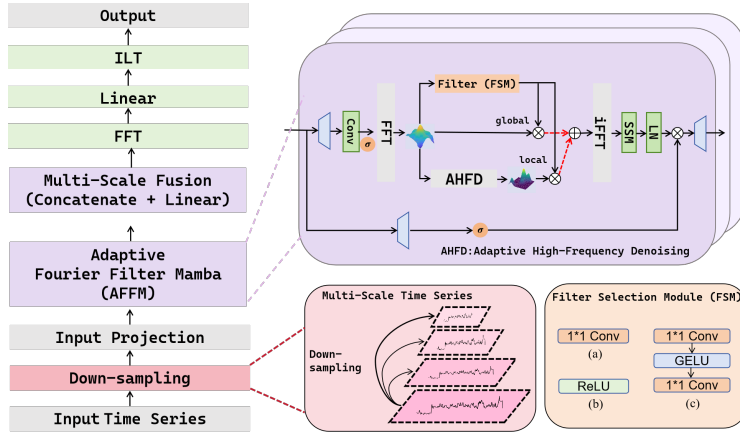 Output
ILT
Linear
FFT
Multi-Scale Fusion
(Concatenate + Linear)
Adaptive
Fourier Filter Mamba
(AFFM)
Input Projection
Down-sampling
Input Time Series
Conv
σ
FFT
Filter (FSM)
global
local
AHFD
iFFT
SSM
LN
σ
AHFD:Adaptive High-Frequency Denoising
Multi-Scale Time Series
Down-
sampling
Filter Selection Module (FSM)
1*1 Conv
(a)
ReLU
(b)
1*1 Conv
GELU
1*1 Conv
(c)